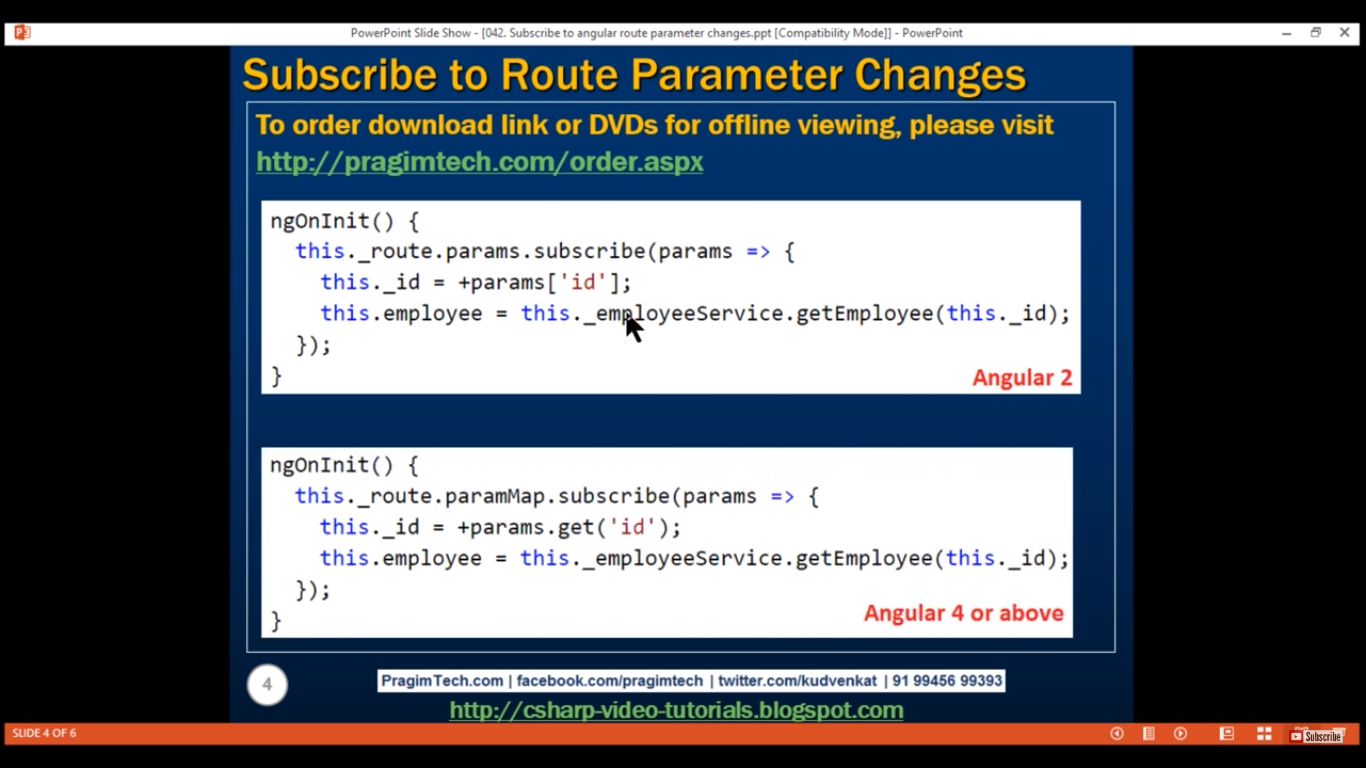 PowerPoint Slide Show - [042. Subscribe to angular route parameter changes.ppt [Compatibility Mode]] - PowerPoint
Subscribe to Route Parameter Changes
To order download link or DVDs for offline viewing, please visit
http://pragimtech.com/order.aspx
ngOnInit() {
this._route.params.subscribe(params => {
this._id = +params['id'];
this.employee = this._employeeService.getEmployee(this._id);
});
}
Angular 2
ngOnInit() {
this._route.paramMap.subscribe(params => {
this._id = +params.get('id');
this.employee = this._employeeService.getEmployee(this._id);
});
}
Angular 4 or above
4
PragimTech.com | facebook.com/pragimtech | twitter.com/kudvenkat | 91 99456 99393
http://csharp-video-tutorials.blogspot.com
SLIDE 4 OF 6
Subscribe